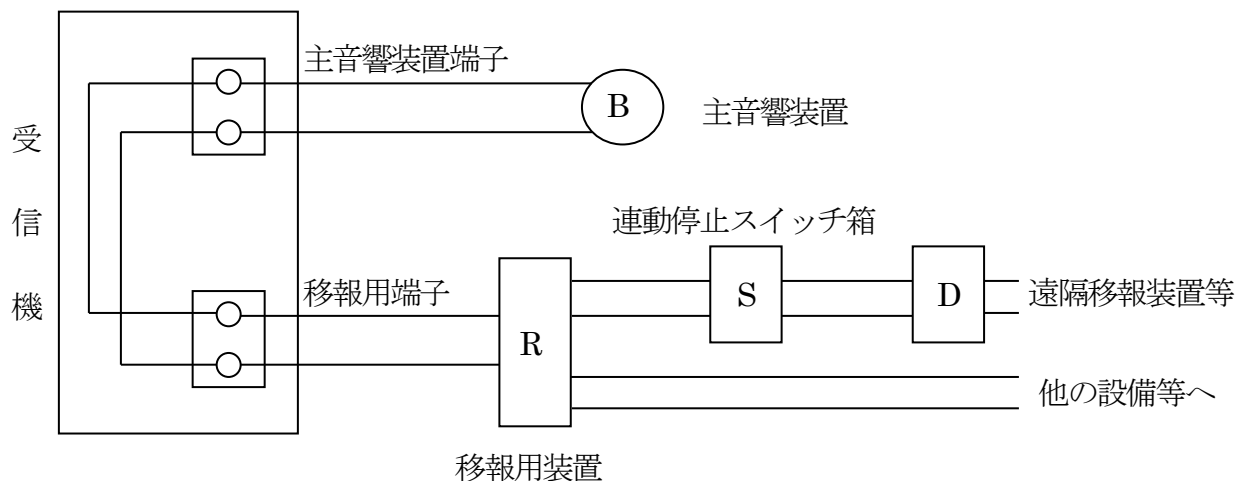 受信機
主音響装置端子
B
主音響装置
連動停止スイッチ箱
移報用端子
S
D
遠隔移報装置等
R
他の設備等へ
移報用装置